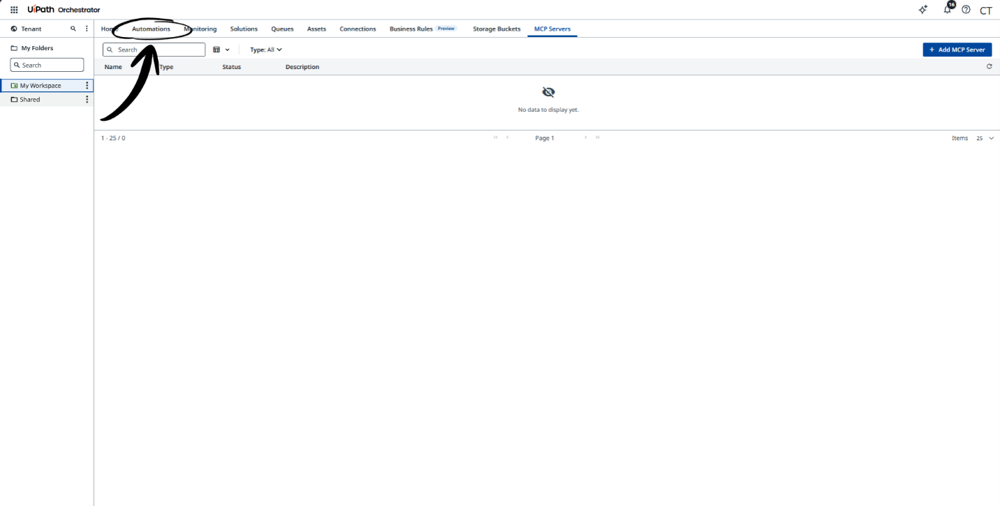 UiPath Orchestrator
16
CT
Tenant
Home Automations Monitoring Solutions Queues Assets Connections Business Rules Preview Storage Buckets MCP Servers
My Folders
Search
My Workspace
Shared
Search
Type: All
+ Add MCP Server
Name Type Status Description
No data to display yet.
1 - 25 / 0
Page 1
Items 25